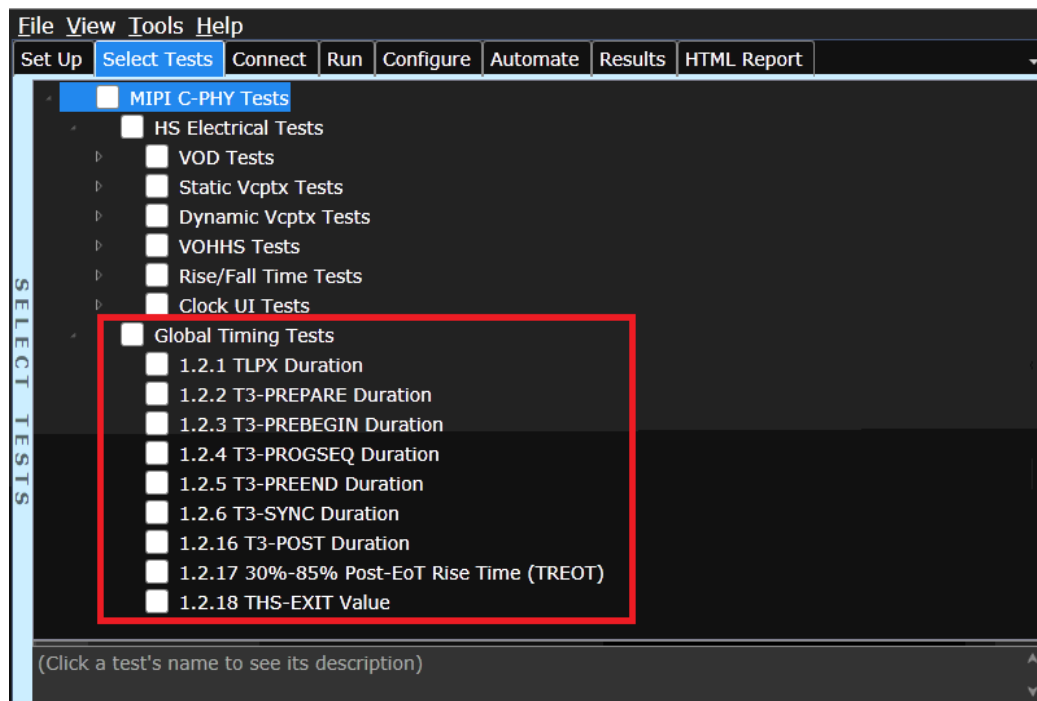 File View Tools Help
Set Up Select Tests Connect Run Configure Automate Results HTML Report
SELECT TESTS
MIPI C-PHY Tests
HS Electrical Tests
VOD Tests
Static Vcptx Tests
Dynamic Vcptx Tests
VOHHS Tests
Rise/Fall Time Tests
Clock UI Tests
Global Timing Tests
1.2.1 TLPX Duration
1.2.2 T3-PREPARE Duration
1.2.3 T3-PREBEGIN Duration
1.2.4 T3-PROGSEQ Duration
1.2.5 T3-PREEND Duration
1.2.6 T3-SYNC Duration
1.2.16 T3-POST Duration
1.2.17 30%-85% Post-EoT Rise Time (TREOT)
1.2.18 THS-EXIT Value
(Click a test's name to see its description)